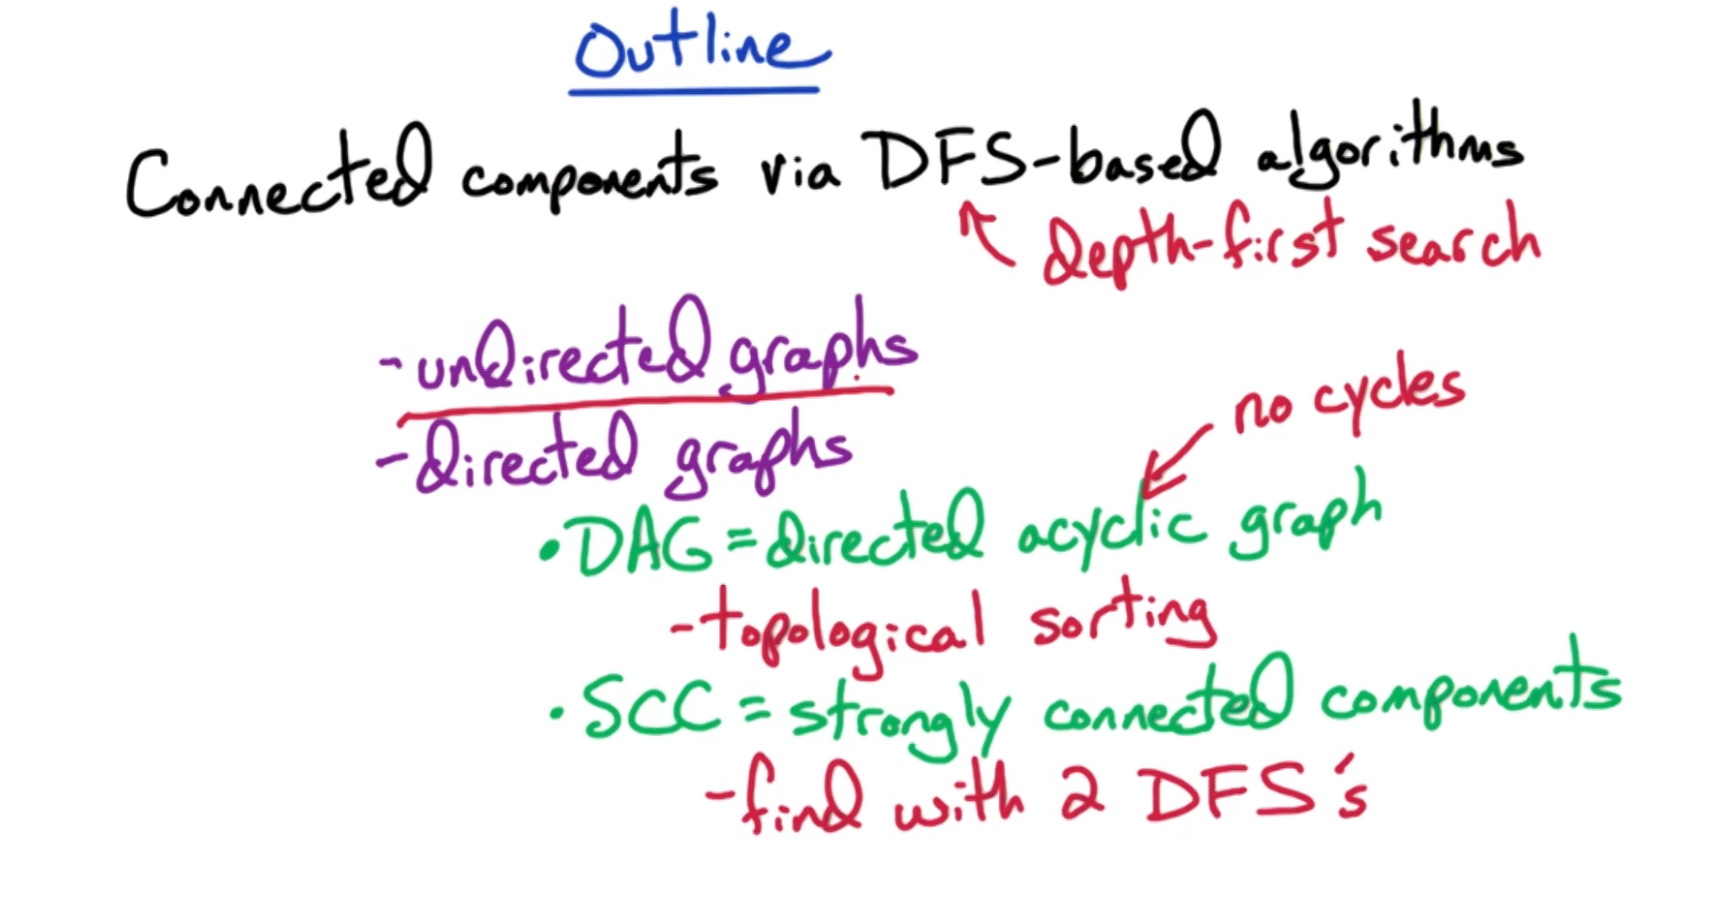 Outline
Connected components via DFS-based algorithms
depth-first search
- undirected graphs
- directed graphs
no cycles
• DAG = directed acyclic graph
- topological sorting
• SCC = strongly connected components
- find with 2 DFS's